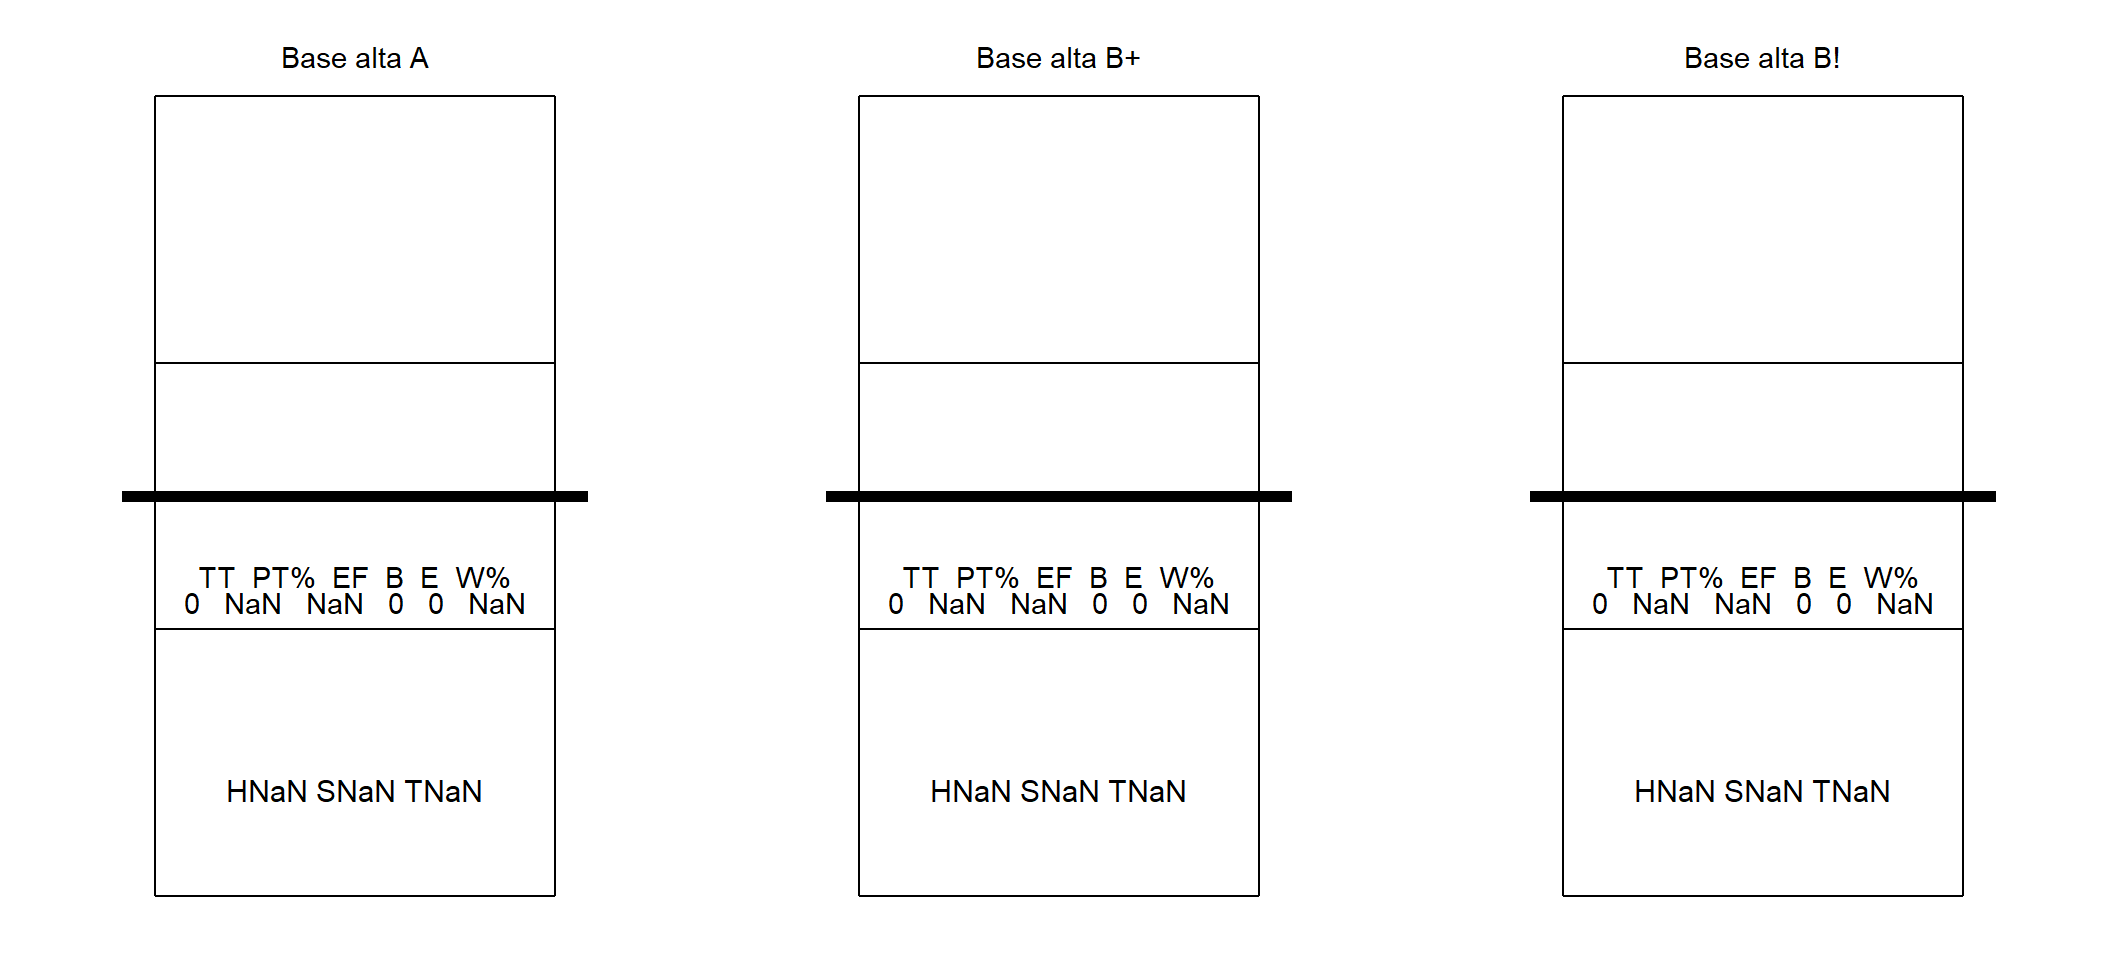 Base alta A
TT PT% EF B E W%
0 NaN NaN 0 0 NaN
HNaN SNaN TNaN
Base alta B+
TT PT% EF B E W%
0 NaN NaN 0 0 NaN
HNaN SNaN TNaN
Base alta B!
TT PT% EF B E W%
0 NaN NaN 0 0 NaN
HNaN SNaN TNaN